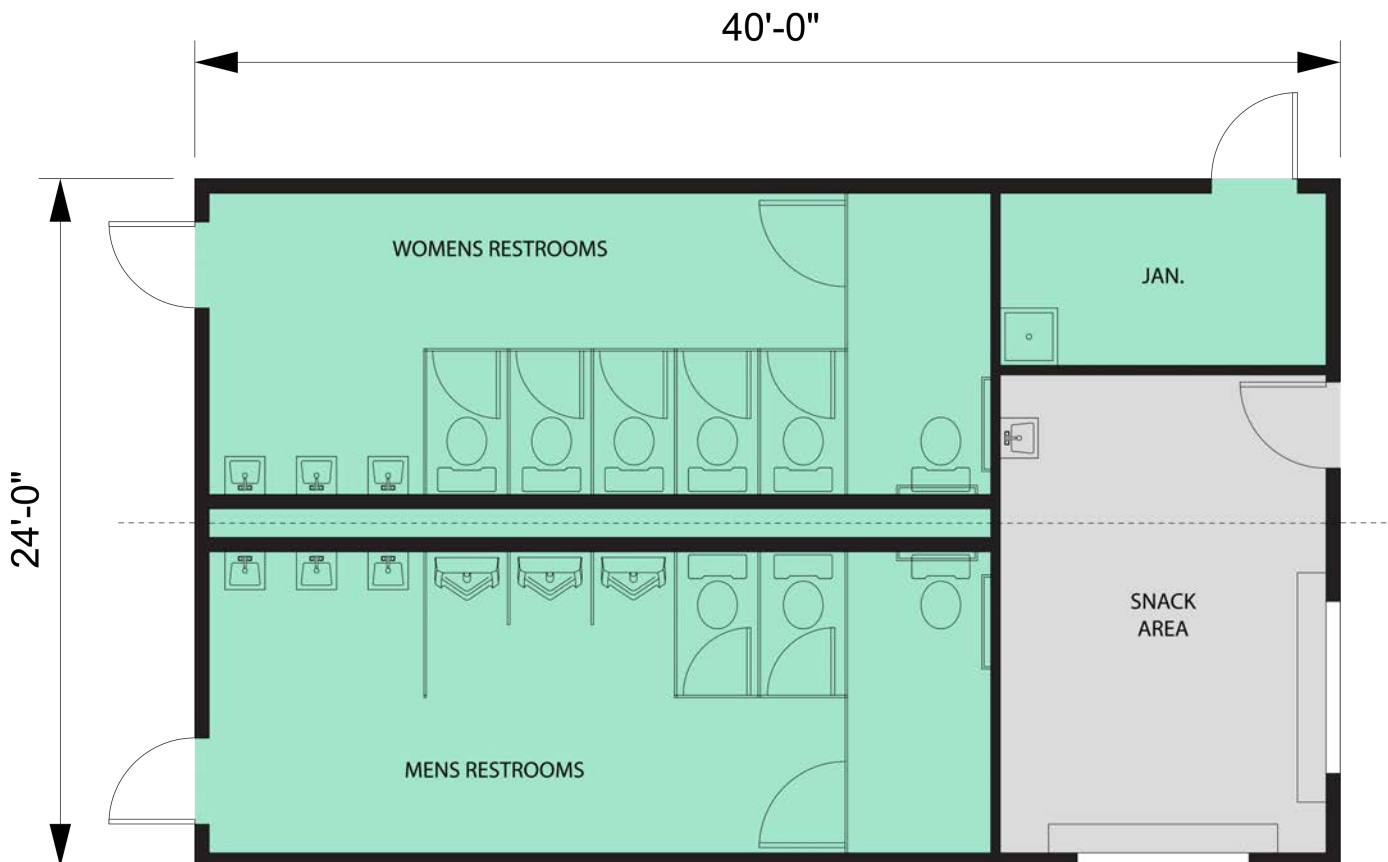 40'-0"
WOMENS RESTROOMS
JAN.
24'-0"
SNACK
AREA
MENS RESTROOMS